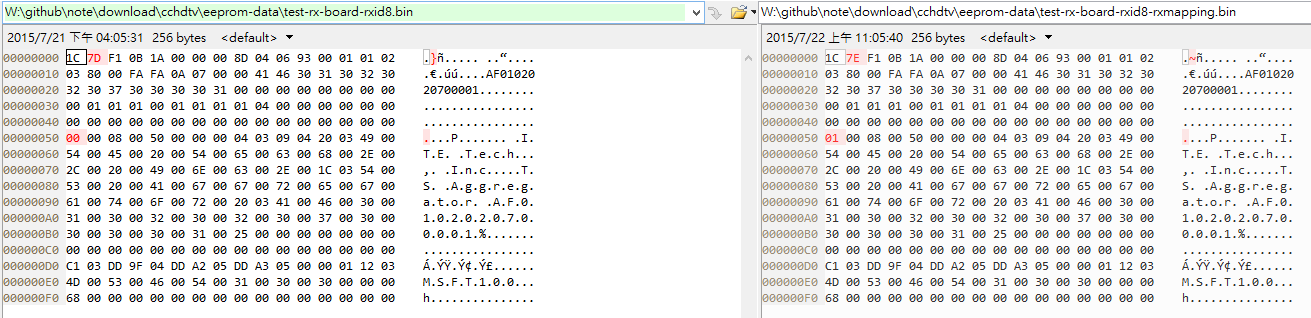 W:\github\note\download\cchdtv\eeprom-data\test-rx-board-rxid8.bin
2015/7/21 下午 04:05:31 256 bytes <default>
00000000 1C 7D F1 0B 1A 00 00 00 8D 04 06 93 00 01 01 02 .}ñ..... ..“....
00000010 03 80 00 FA FA 0A 07 00 00 41 46 30 31 30 32 30 .€.úú....AF01020
00000020 32 30 37 30 30 30 30 31 00 00 00 00 00 00 00 00 20700001........
00000030 00 01 01 01 00 01 01 01 01 04 00 00 00 00 00 00 ................
00000040 00 00 00 00 00 00 00 00 00 00 00 00 00 00 00 00 ................
00000050 00 00 08 00 50 00 00 00 04 03 09 04 20 03 49 00 ....P....... .I.
00000060 54 00 45 00 20 00 54 00 65 00 63 00 68 00 2E 00 T.E. .T.e.c.h...
00000070 2C 00 20 00 49 00 6E 00 63 00 2E 00 1C 03 54 00 ,. .I.n.c.....T.
00000080 53 00 20 00 41 00 67 00 67 00 72 00 65 00 67 00 S. .A.g.g.r.e.g.
00000090 61 00 74 00 6F 00 72 00 20 03 41 00 46 00 30 00 a.t.o.r. .A.F.0.
000000A0 31 00 30 00 32 00 30 00 32 00 30 00 37 00 30 00 1.0.2.0.2.0.7.0.
000000B0 30 00 30 00 30 00 31 00 25 00 00 00 00 00 00 00 0.0.0.1.%.......
000000C0 00 00 00 00 00 00 00 00 00 00 00 00 00 00 00 00 ................
000000D0 C1 03 DD 9F 04 DD A2 05 DD A3 05 00 00 01 12 03 Á.ÝŸ.Ý¢.Ý£......
000000E0 4D 00 53 00 46 00 54 00 31 00 30 00 30 00 00 00 M.S.F.T.1.0.0...
000000F0 68 00 00 00 00 00 00 00 00 00 00 00 00 00 00 00 h...............
W:\github\note\download\cchdtv\eeprom-data\test-rx-board-rxid8-rxmapping.bin
2015/7/22 上午 11:05:40 256 bytes <default>
00000000 1C 7E F1 0B 1A 00 00 00 8D 04 06 93 00 01 01 02 .~ñ..... ..“....
00000010 03 80 00 FA FA 0A 07 00 00 41 46 30 31 30 32 30 .€.úú....AF01020
00000020 32 30 37 30 30 30 30 31 00 00 00 00 00 00 00 00 20700001........
00000030 00 01 01 01 00 01 01 01 01 04 00 00 00 00 00 00 ................
00000040 00 00 00 00 00 00 00 00 00 00 00 00 00 00 00 00 ................
00000050 01 00 08 00 50 00 00 00 04 03 09 04 20 03 49 00 ....P....... .I.
00000060 54 00 45 00 20 00 54 00 65 00 63 00 68 00 2E 00 T.E. .T.e.c.h...
00000070 2C 00 20 00 49 00 6E 00 63 00 2E 00 1C 03 54 00 ,. .I.n.c.....T.
00000080 53 00 20 00 41 00 67 00 67 00 72 00 65 00 67 00 S. .A.g.g.r.e.g.
00000090 61 00 74 00 6F 00 72 00 20 03 41 00 46 00 30 00 a.t.o.r. .A.F.0.
000000A0 31 00 30 00 32 00 30 00 32 00 30 00 37 00 30 00 1.0.2.0.2.0.7.0.
000000B0 30 00 30 00 30 00 31 00 25 00 00 00 00 00 00 00 0.0.0.1.%.......
000000C0 00 00 00 00 00 00 00 00 00 00 00 00 00 00 00 00 ................
000000D0 C1 03 DD 9F 04 DD A2 05 DD A3 05 00 00 01 12 03 Á.ÝŸ.Ý¢.Ý£......
000000E0 4D 00 53 00 46 00 54 00 31 00 30 00 30 00 00 00 M.S.F.T.1.0.0...
000000F0 68 00 00 00 00 00 00 00 00 00 00 00 00 00 00 00 h...............